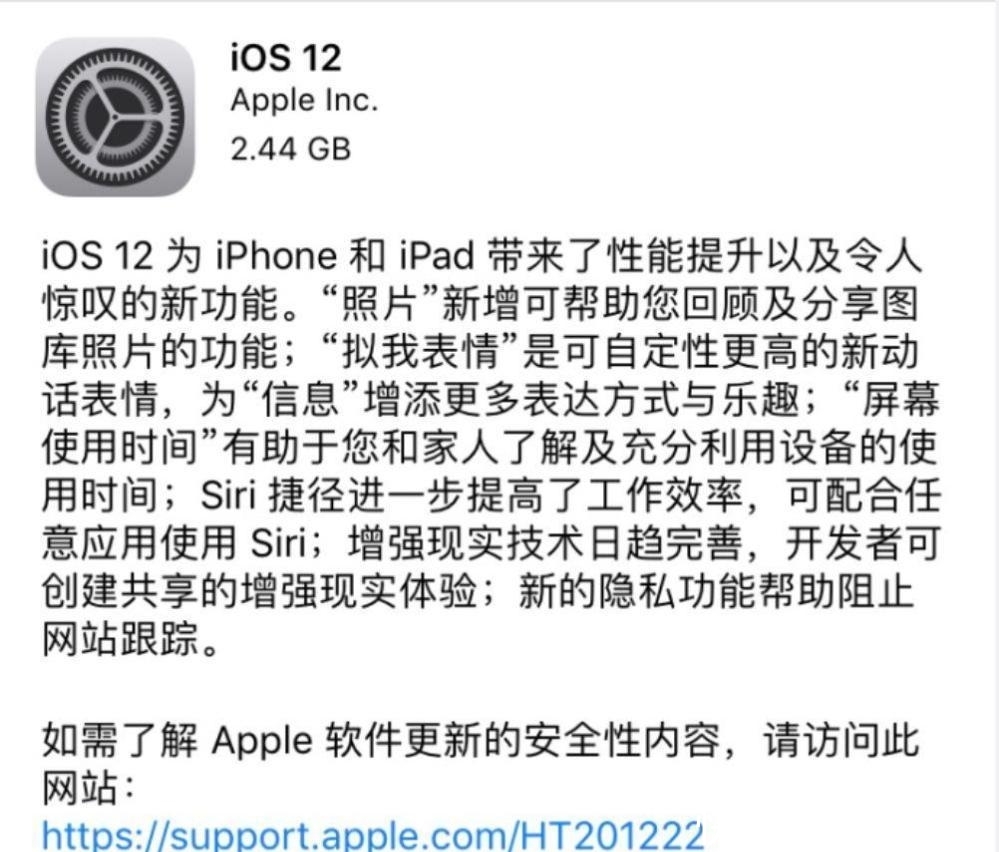 iOS 12
Apple Inc.
2.44 GB
iOS 12 为 iPhone 和 iPad 带来了性能提升以及令人
惊叹的新功能。“照片”新增可帮助您回顾及分享图
库照片的功能；“拟我表情”是可自定性更高的新动
话表情，为“信息”增添更多表达方式与乐趣；“屏幕
使用时间”有助于您和家人了解及充分利用设备的使
用时间；Siri 捷径进一步提高了工作效率，可配合任
意应用使用 Siri；增强现实技术日趋完善，开发者可
创建共享的增强现实体验；新的隐私功能帮助阻止
网站跟踪。
如需了解 Apple 软件更新的安全性内容，请访问此
网站：
https://support.apple.com/HT201222